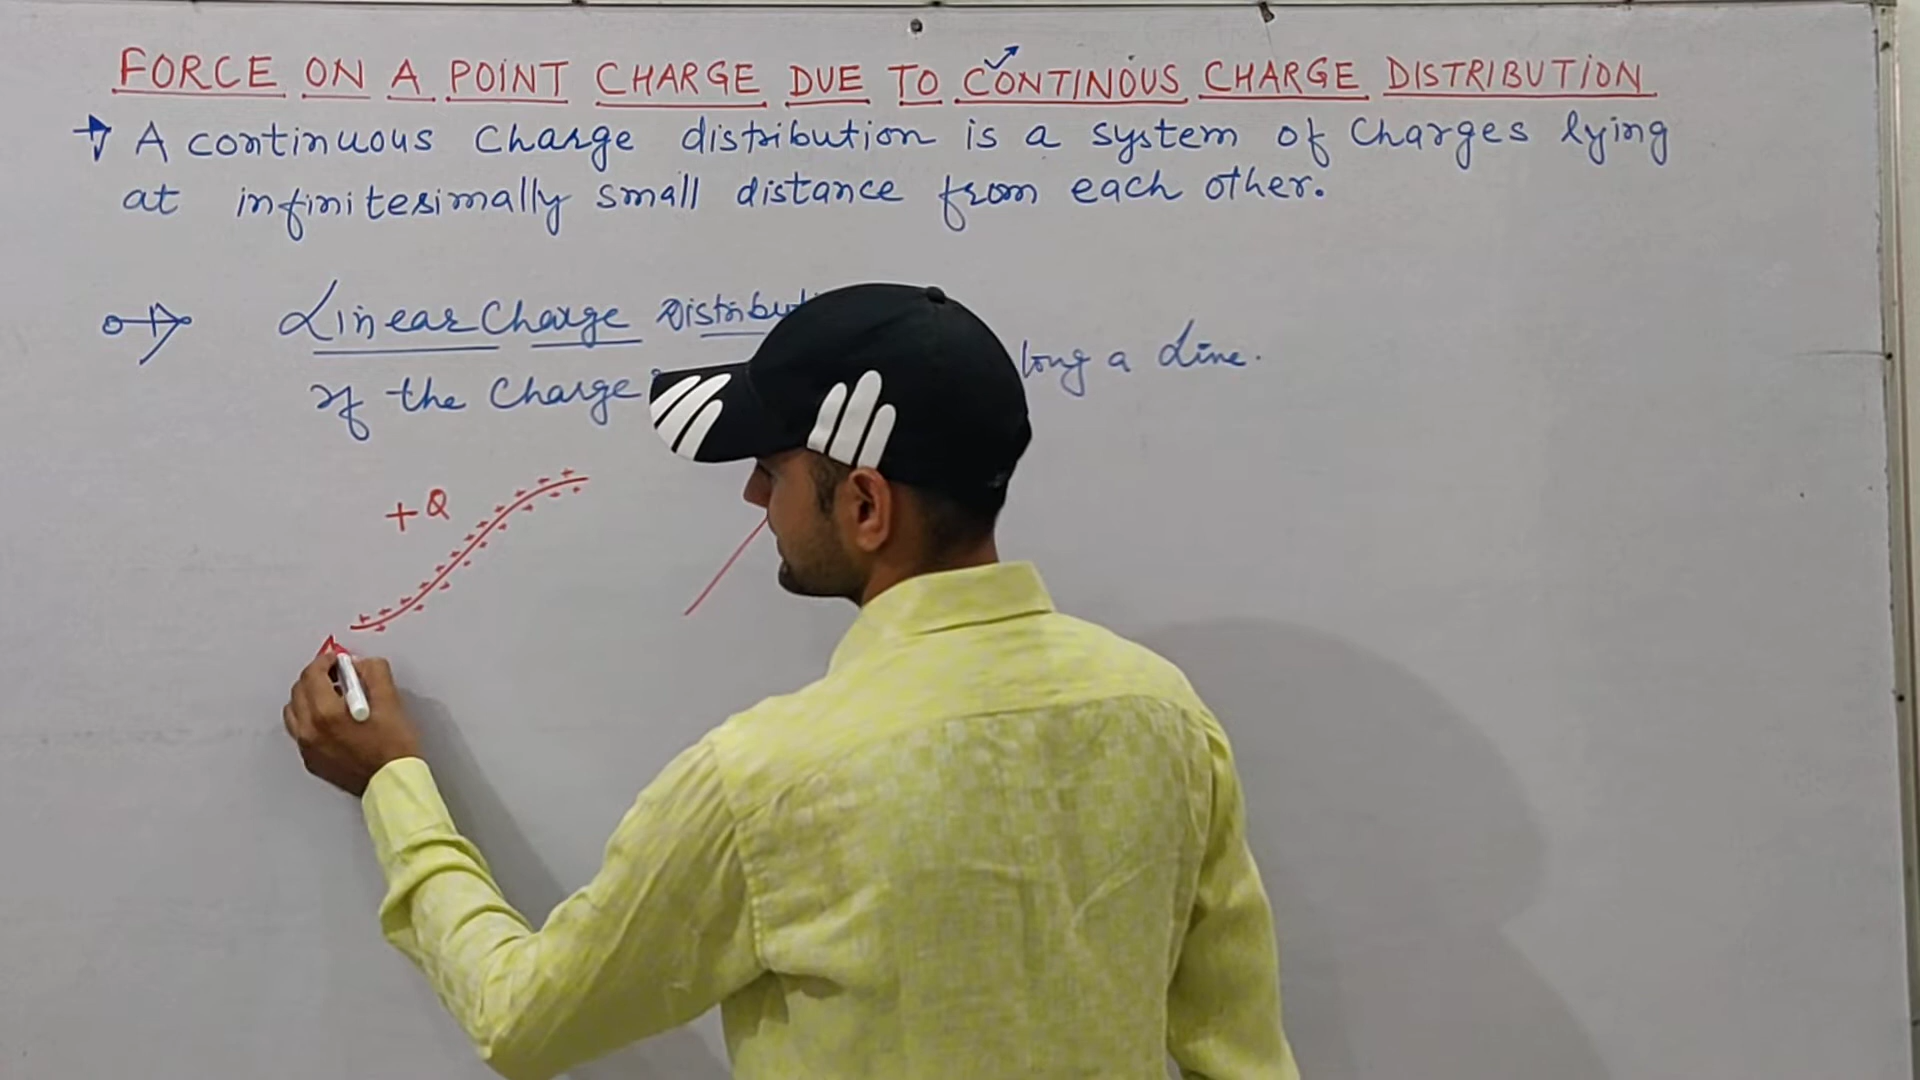 FORCE ON A POINT CHARGE DUE TO CONTINOUS CHARGE DISTRIBUTION
A continuous Charge distribution is a system of Charges lying
at infinitesimally small distance from each other.
Linear Charge
If the Charge
long a Line.
+Q